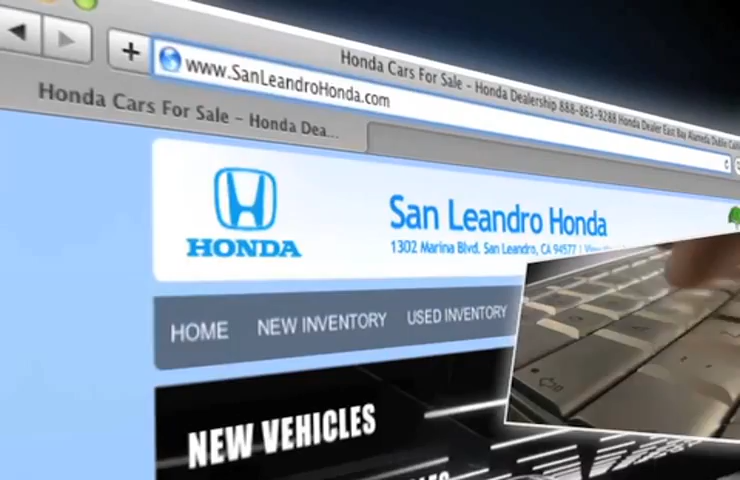 Honda Cars For Sale - Honda Dealership 888-863-9288 Honda Dealer East Bay Alameda Dublin
www.SanLeandroHonda.com
Honda Cars For Sale - Honda Dea...
HONDA
San Leandro Honda
1302 Marina Blvd. San Leandro, CA 94577 |
HOME NEW INVENTORY USED INVENTORY
NEW VEHICLES